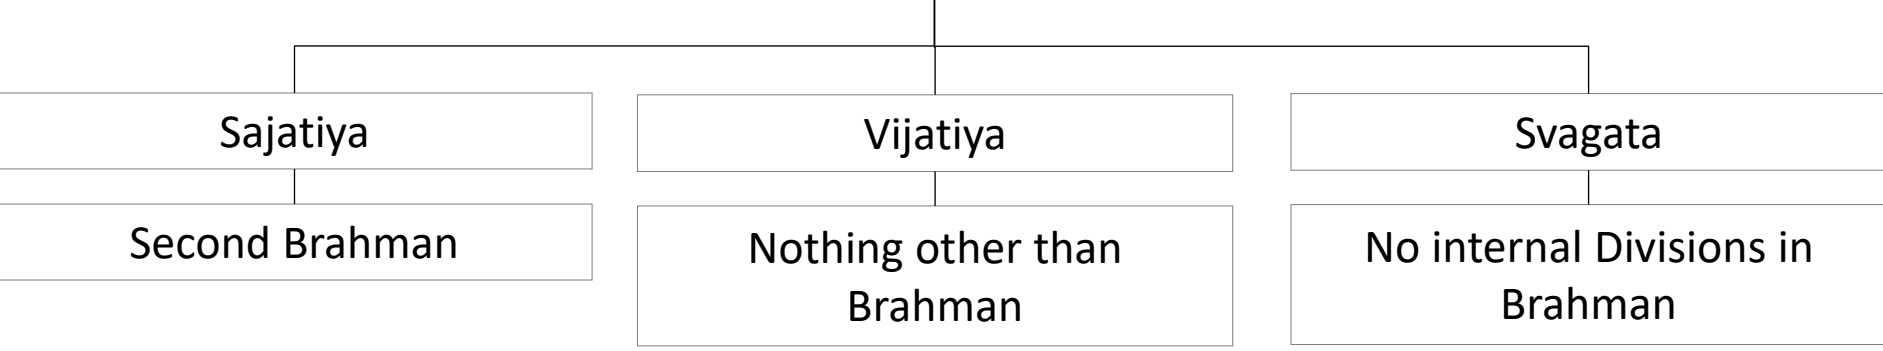 Sajatiya
Vijatiya
Svagata
Second Brahman
Nothing other than
Brahman
No internal Divisions in
Brahman